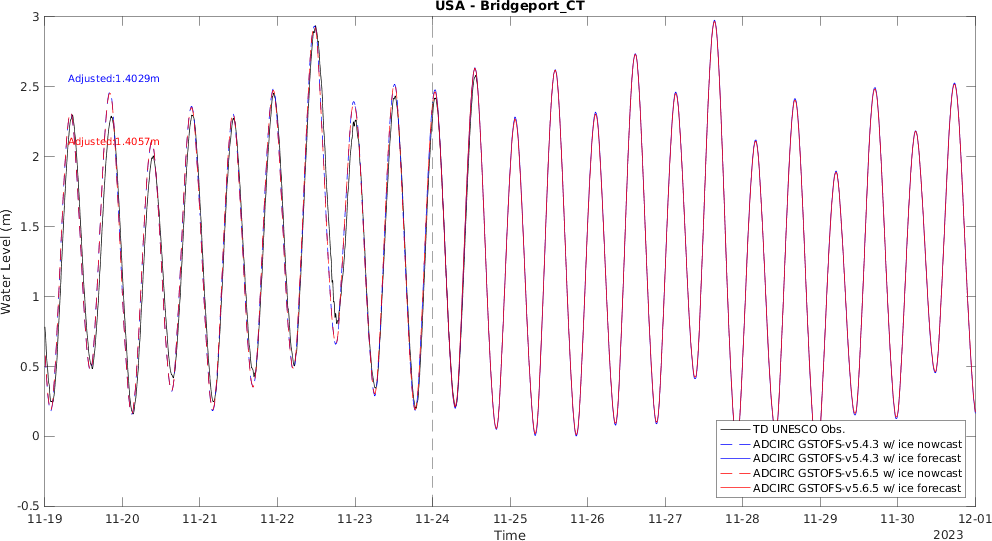 USA - Bridgeport_CT
3
2.5
2
1.5
1
0.5
0
-0.5
Water Level (m)
Adjusted:1.4029m
Adjusted:1.4057m
TD UNESCO Obs.
ADCIRC GSTOFS-v5.4.3 w/ ice nowcast
ADCIRC GSTOFS-v5.4.3 w/ ice forecast
ADCIRC GSTOFS-v5.6.5 w/ ice nowcast
ADCIRC GSTOFS-v5.6.5 w/ ice forecast
11-19 11-20 11-21 11-22 11-23 11-24 11-25 11-26 11-27 11-28 11-29 11-30 12-01
Time
2023